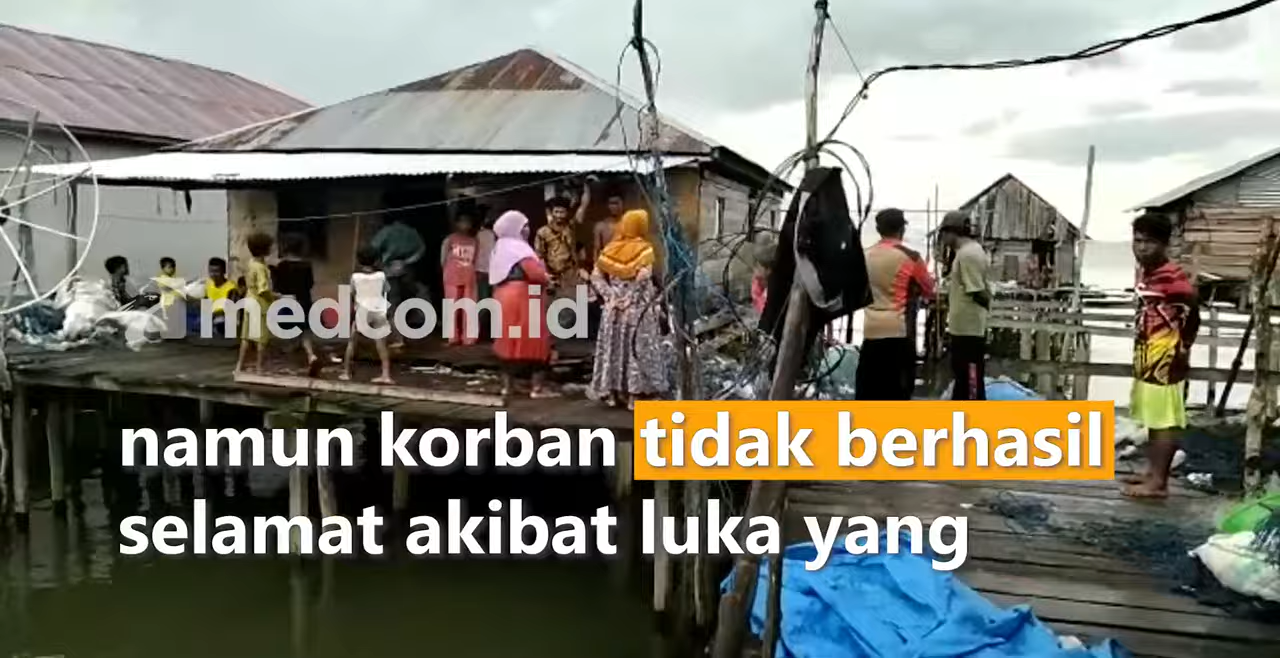 medcom.id
namun korban tidak berhasil
selamat akibat luka yang